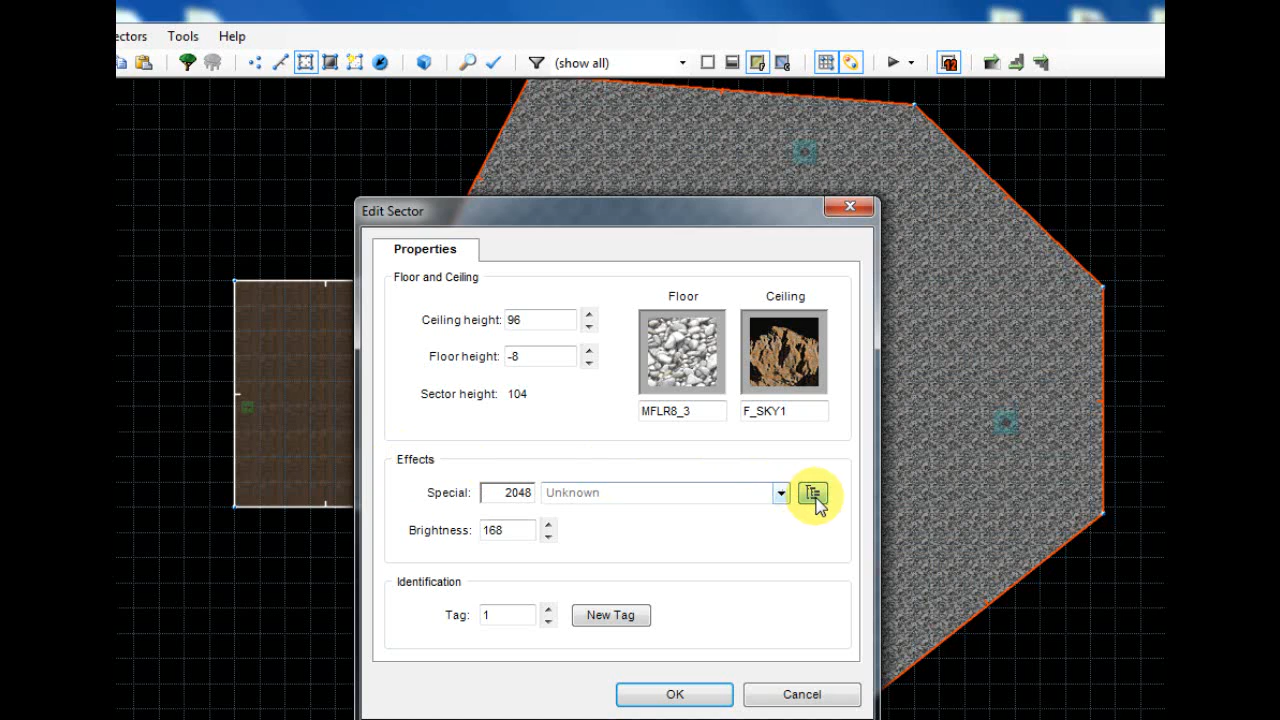 ectors Tools Help
(show all)
Edit Sector
Properties
Floor and Ceiling
Floor Ceiling
Ceiling height: 96
Floor height: -8
Sector height: 104
MFLR8_3 F_SKY1
Effects
Special: 2048 Unknown
Brightness: 168
Identification
Tag: 1 New Tag
OK Cancel